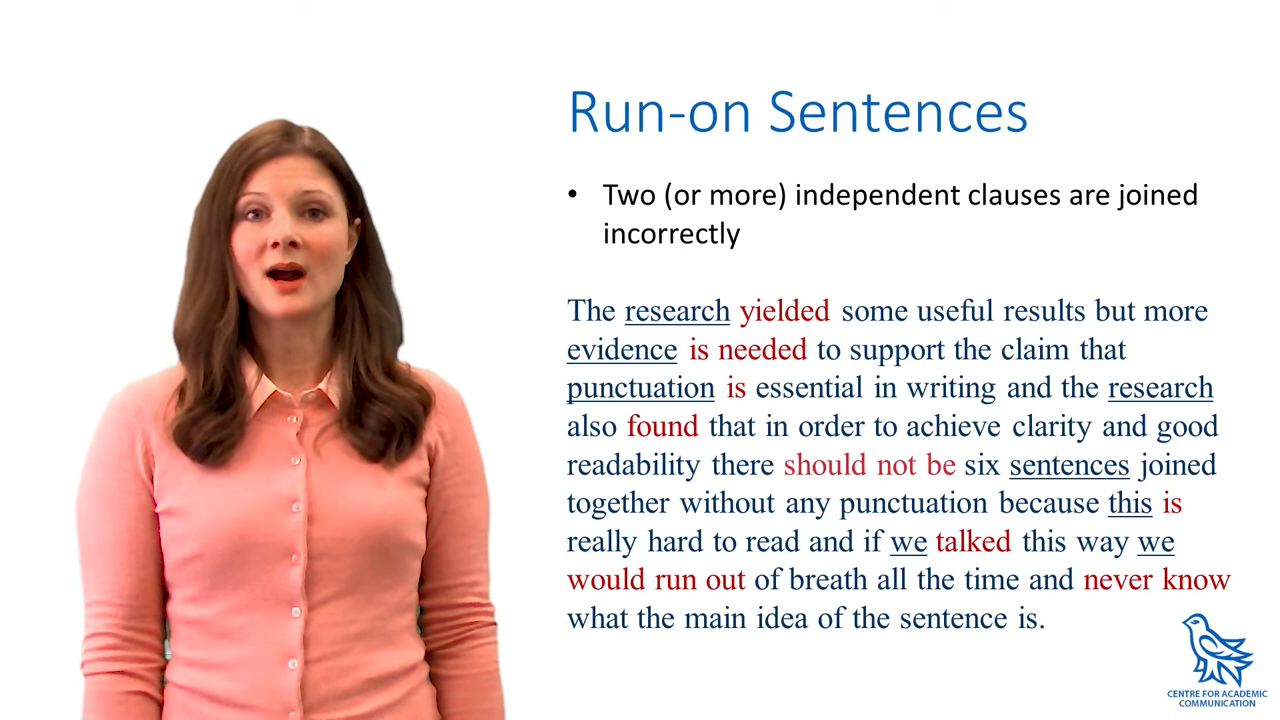 Run-on Sentences
• Two (or more) independent clauses are joined
incorrectly
The research yielded some useful results but more
evidence is needed to support the claim that
punctuation is essential in writing and the research
also found that in order to achieve clarity and good
readability there should not be six sentences joined
together without any punctuation because this is
really hard to read and if we talked this way we
would run out of breath all the time and never know
what the main idea of the sentence is.
CENTRE FOR ACADEMIC
COMMUNICATION